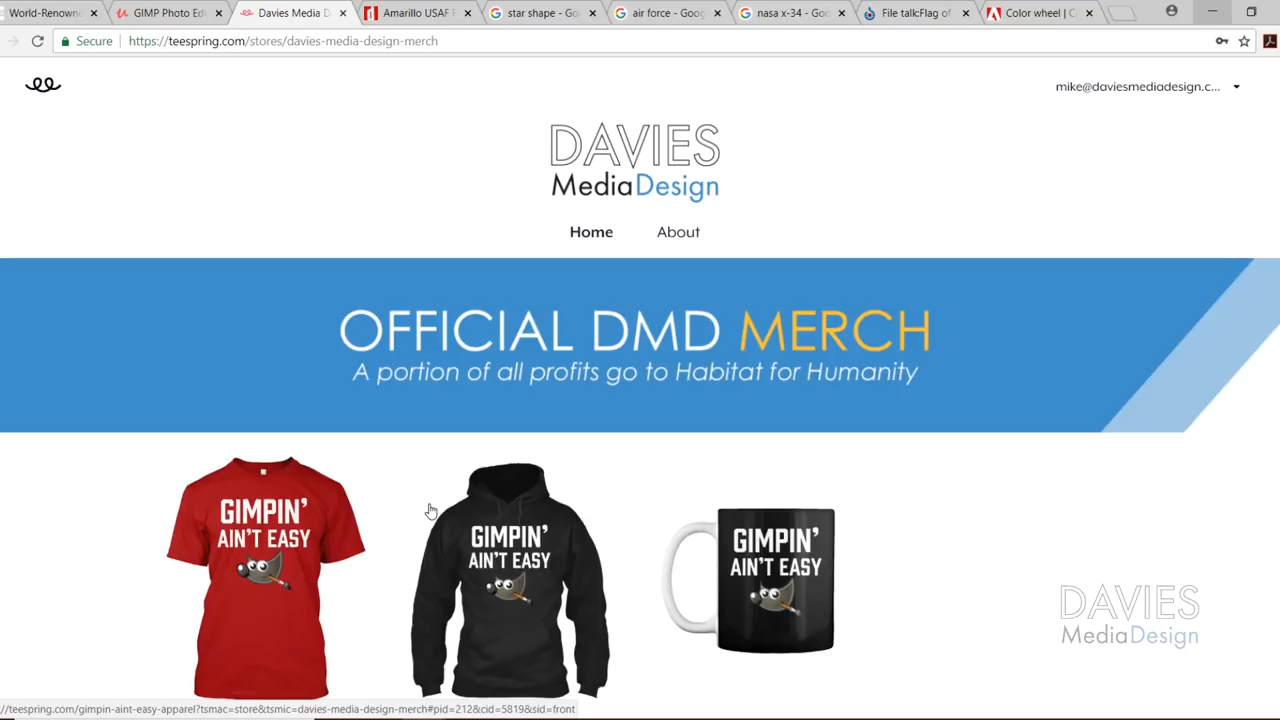 World-Renowne
GIMP Photo Edi
Davies Media D
Amarillo USAF F
star shape - Go
air force - Goog
nasa x-34 - Goo
File talk:Flag of
Color wheel | C
Secure
https://teespring.com/stores/davies-media-design-merch
mike@daviesmediadesign.c...
DAVIES
MediaDesign
Home
About
OFFICIAL DMD MERCH
A portion of all profits go to Habitat for Humanity
GIMPIN'
AIN'T EASY
GIMPIN'
AIN'T EASY
GIMPIN'
AIN'T EASY
DAVIES
MediaDesign
//teespring.com/gimpin-aint-easy-apparel?tsmac=store&tsmic=davies-media-design-merch#pid=212&cid=5819&sid=front